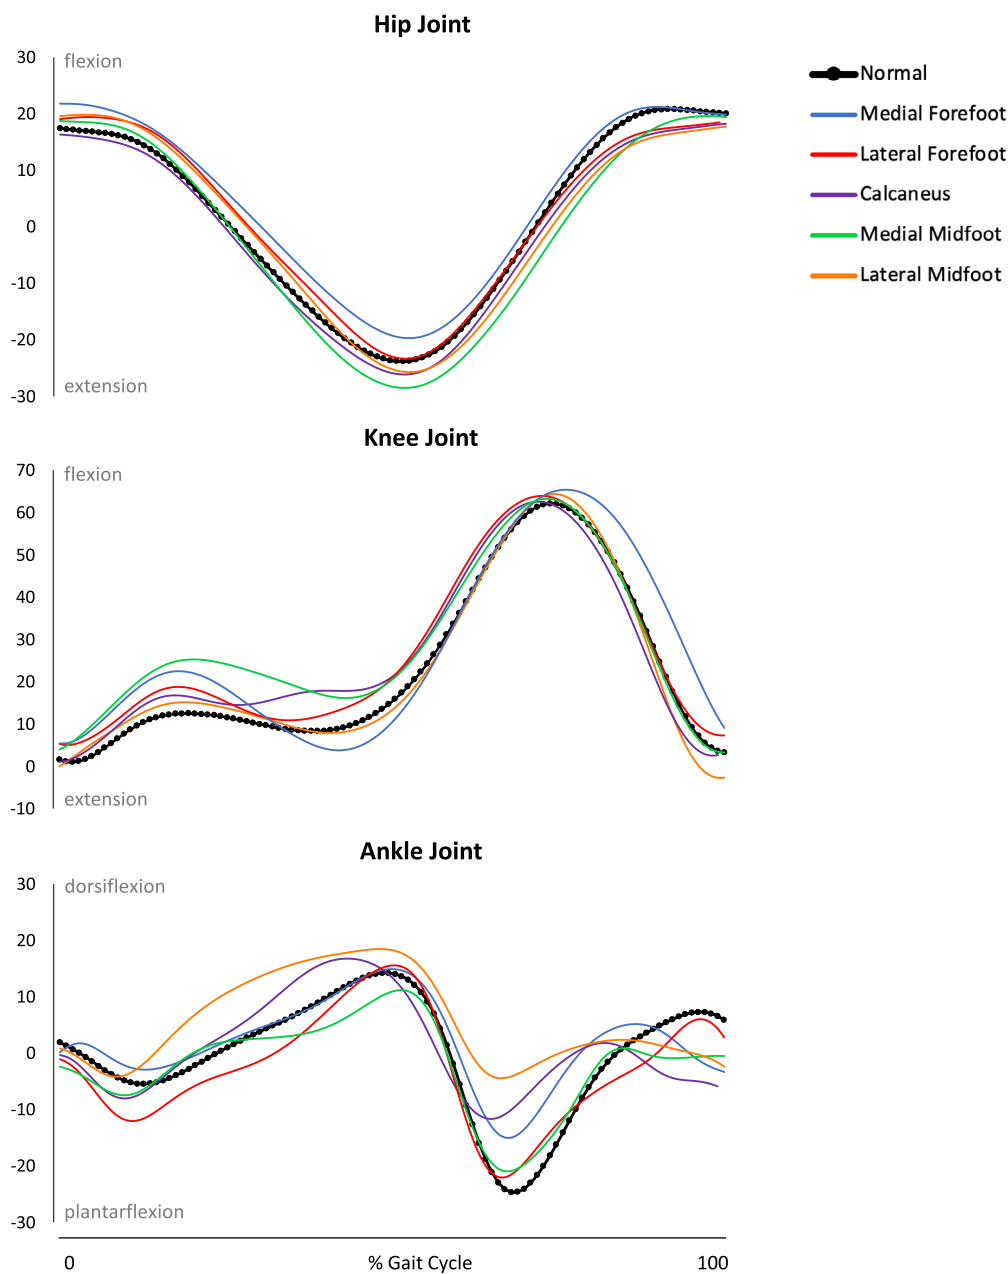 Hip Joint
30
flexion
20
10
0
-10
-20
extension
-30
Normal
Medial Forefoot
Lateral Forefoot
Calcaneus
Medial Midfoot
Lateral Midfoot
Knee Joint
70
flexion
60
50
40
30
20
10
0
extension
-10
Ankle Joint
30
dorsiflexion
20
10
0
-10
-20
plantarflexion
-30
0 % Gait Cycle 100